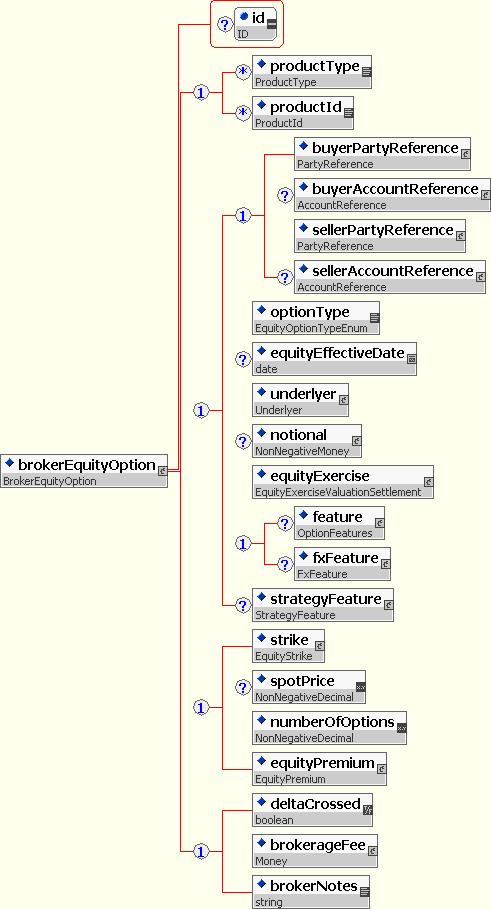 ? id
ID
* productType
ProductType
1
* productId
ProductId
buyerPartyReference
PartyReference
? buyerAccountReference
AccountReference
1
sellerPartyReference
PartyReference
? sellerAccountReference
AccountReference
optionType
EquityOptionTypeEnum
? equityEffectiveDate
date
underlyer
Underlyer
1
? notional
NonNegativeMoney
brokerEquityOption
BrokerEquityOption
equityExercise
EquityExerciseValuationSettlement
? feature
OptionFeatures
1
? fxFeature
FxFeature
? strategyFeature
StrategyFeature
strike
EquityStrike
? spotPrice
NonNegativeDecimal
1
numberOfOptions
NonNegativeDecimal
equityPremium
EquityPremium
deltaCrossed
boolean
1
brokerageFee
Money
brokerNotes
string